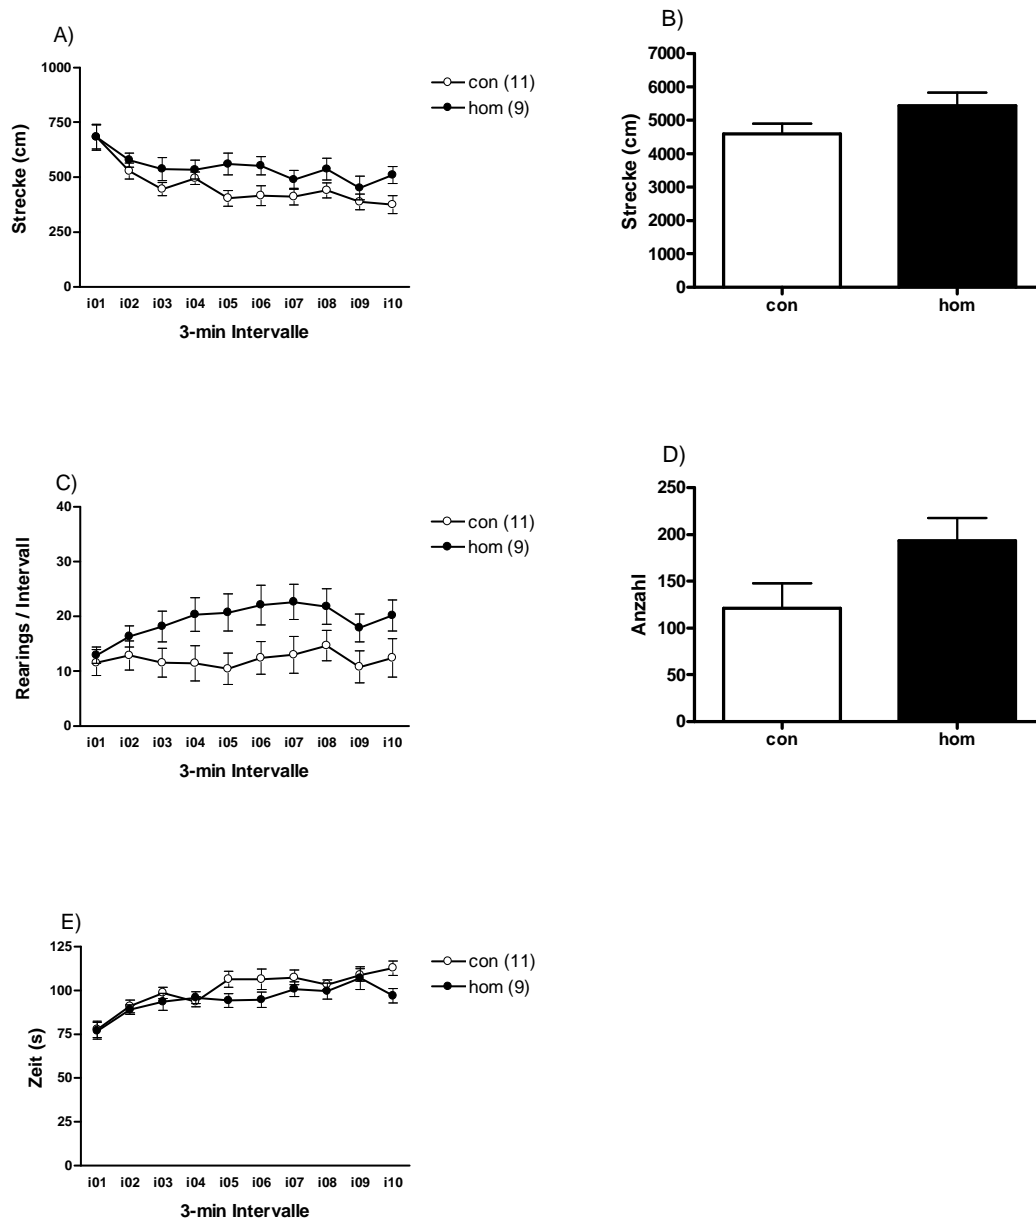 A)
1000
750
500
250
0
Strecke (cm)
i01 i02 i03 i04 i05 i06 i07 i08 i09 i10
3-min Intervalle
con (11)
hom (9)
B)
7000
6000
5000
4000
3000
2000
1000
0
Strecke (cm)
con hom
C)
40
30
20
10
0
Rearings / Intervall
i01 i02 i03 i04 i05 i06 i07 i08 i09 i10
3-min Intervalle
con (11)
hom (9)
D)
250
200
150
100
50
0
Anzahl
con hom
E)
125
100
75
50
25
0
Zeit (s)
i01 i02 i03 i04 i05 i06 i07 i08 i09 i10
3-min Intervalle
con (11)
hom (9)